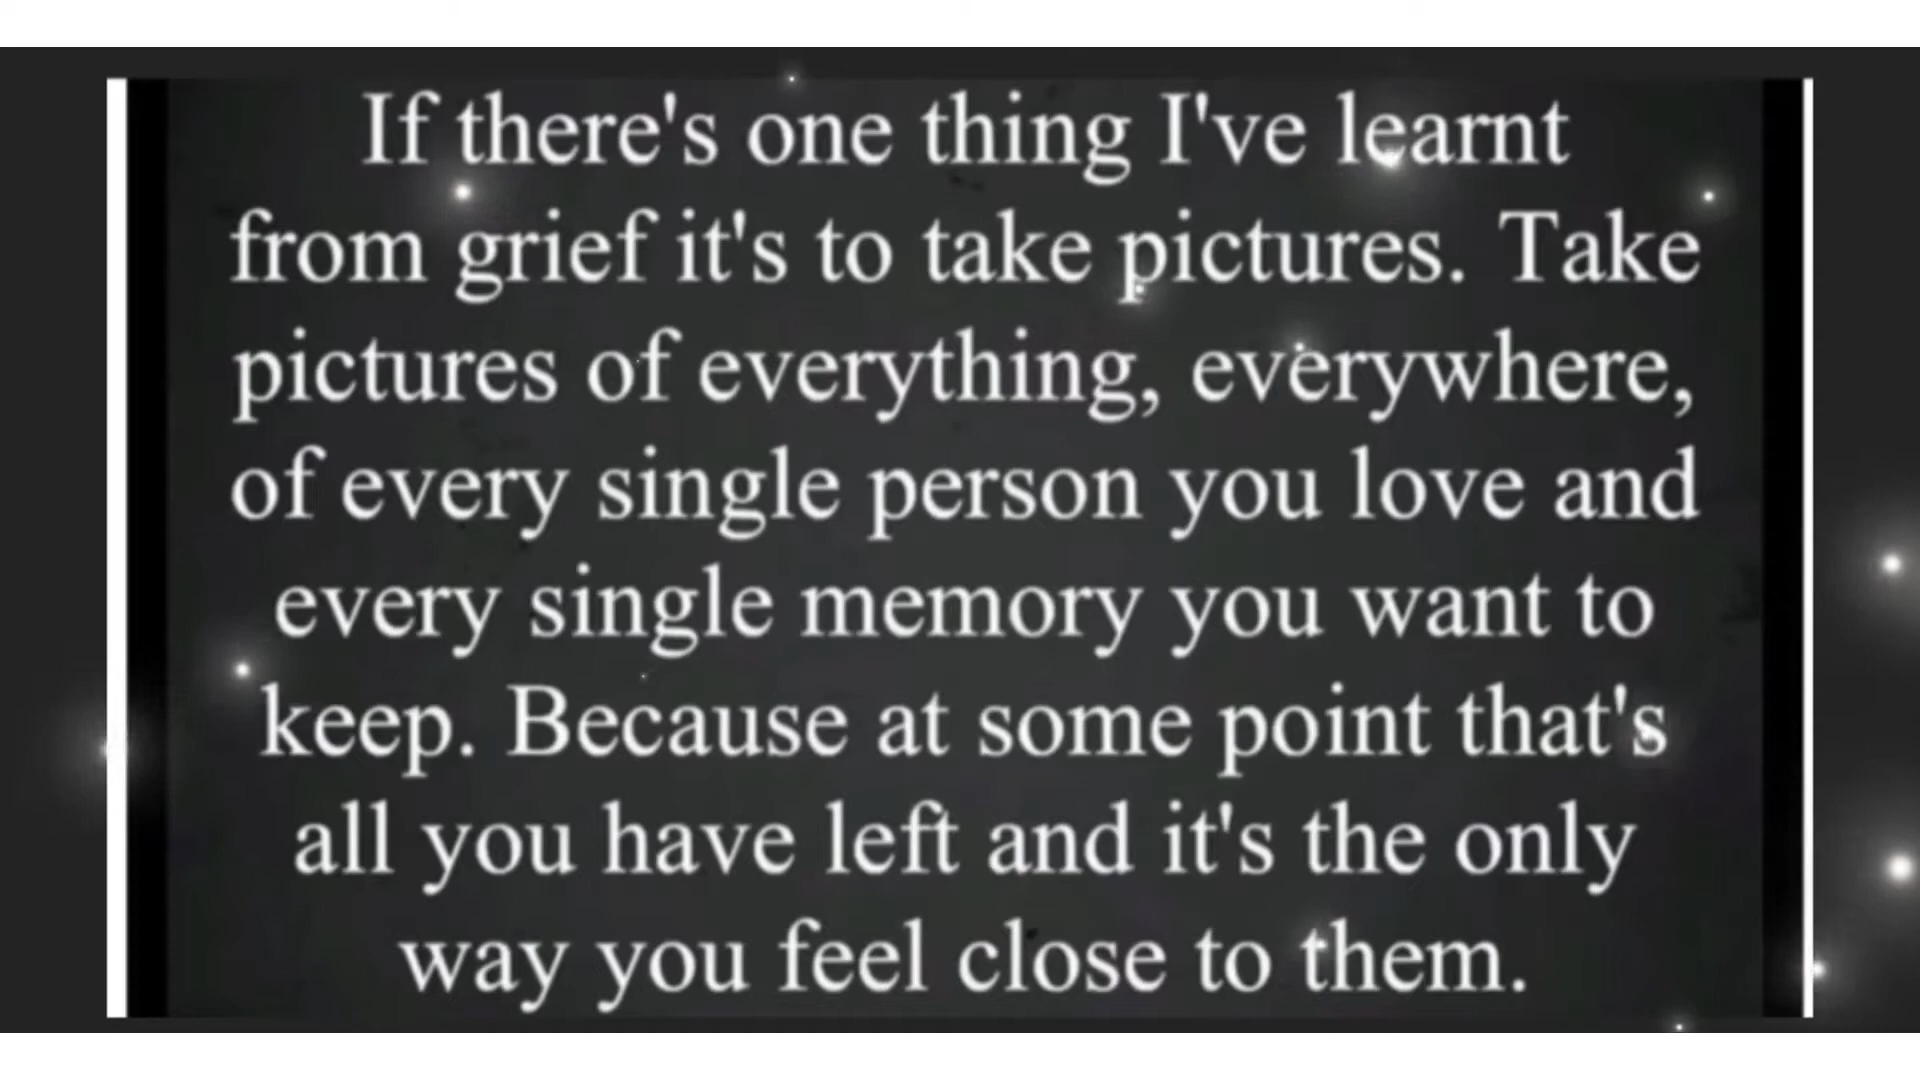 If there's one thing I've learnt
from grief it's to take pictures. Take
pictures of everything, everywhere,
of every single person you love and
every single memory you want to
keep. Because at some point that's
all you have left and it's the only
way you feel close to them.